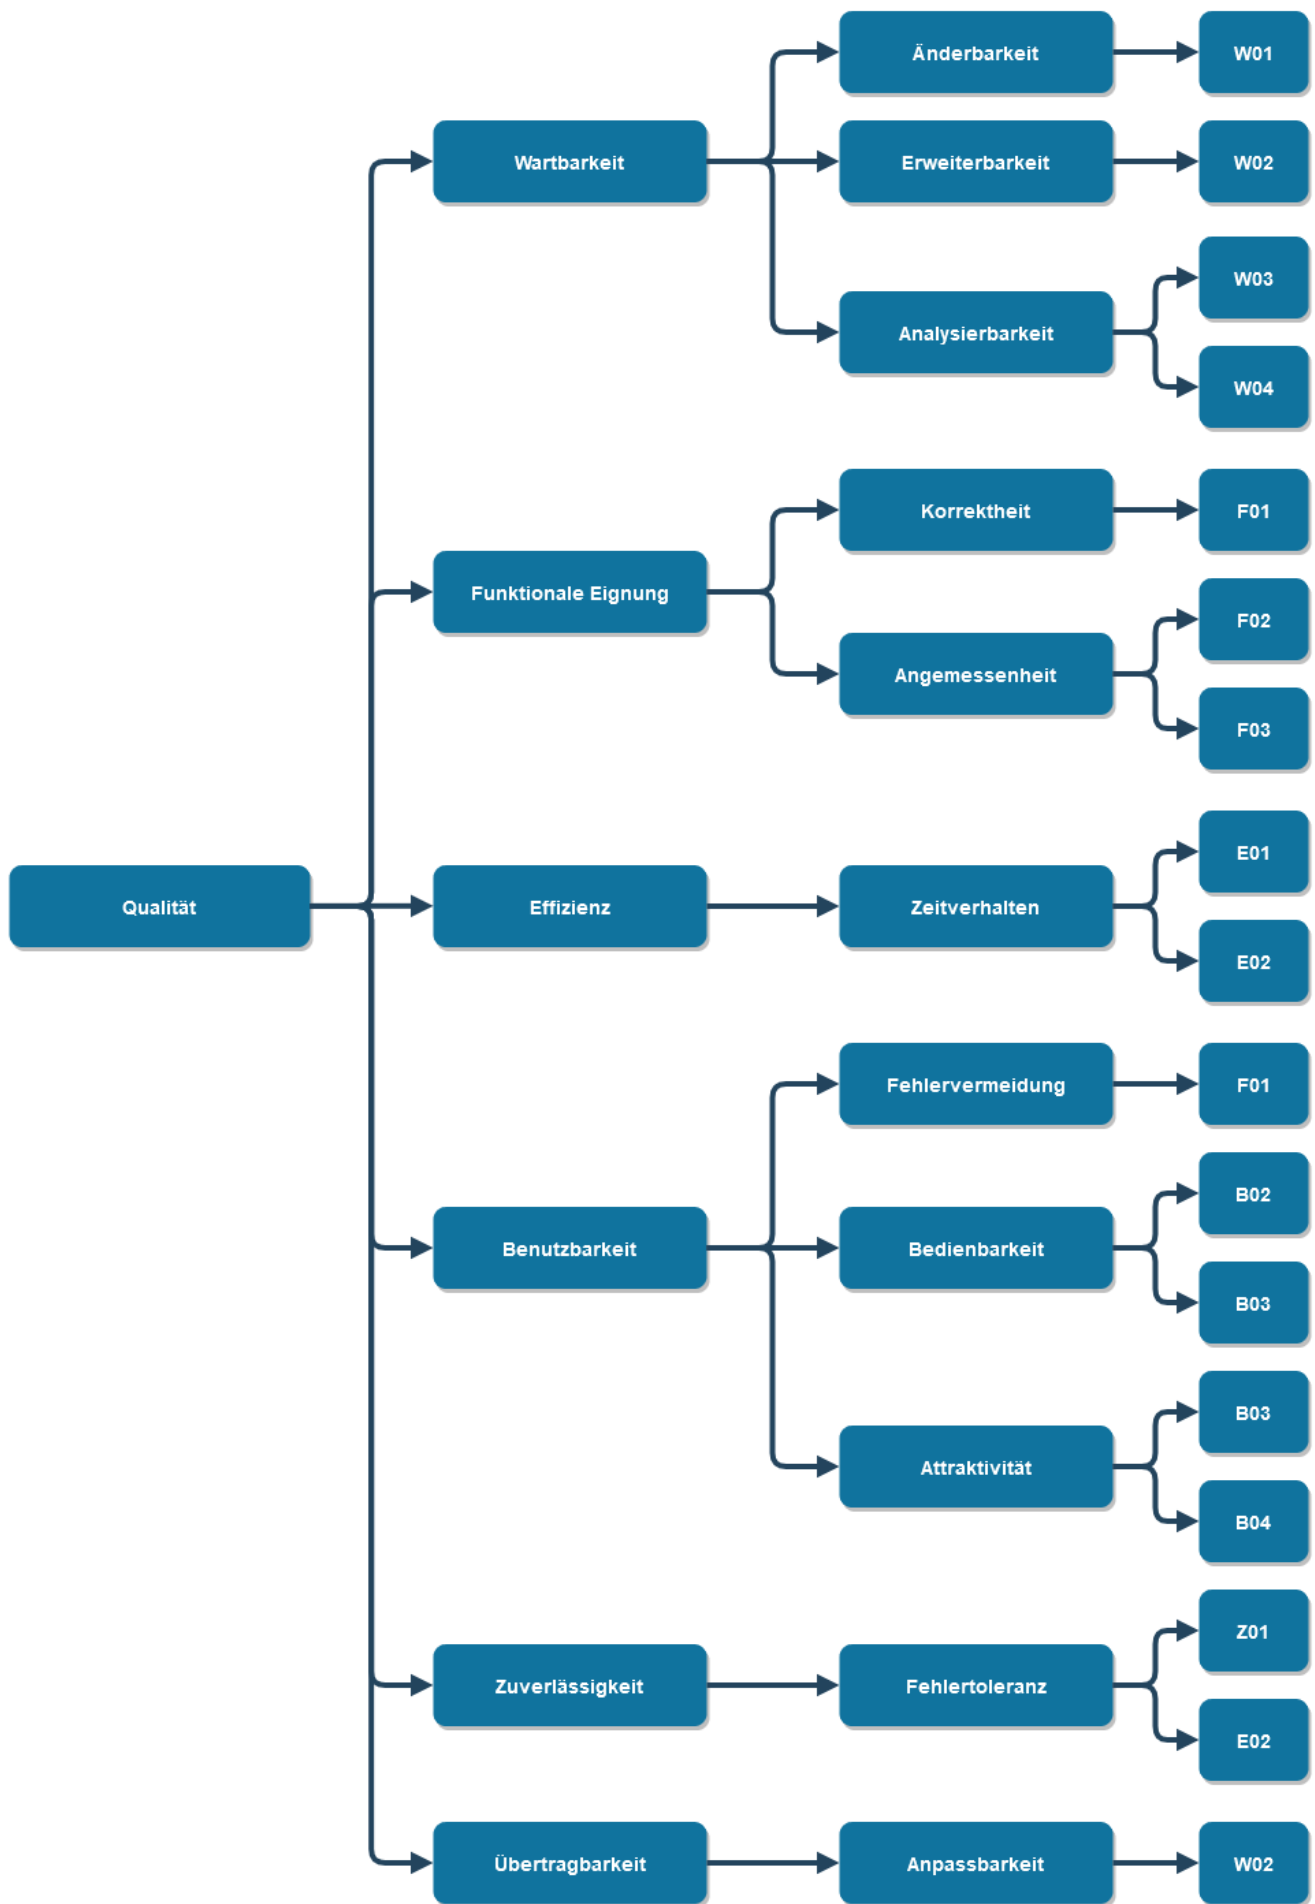 Qualität
Wartbarkeit
Änderbarkeit
W01
Erweiterbarkeit
W02
Analysierbarkeit
W03
W04
Funktionale Eignung
Korrektheit
F01
Angemessenheit
F02
F03
Effizienz
Zeitverhalten
E01
E02
Benutzbarkeit
Fehlervermeidung
F01
Bedienbarkeit
B02
B03
Attraktivität
B03
B04
Zuverlässigkeit
Fehlertoleranz
Z01
E02
Übertragbarkeit
Anpassbarkeit
W02